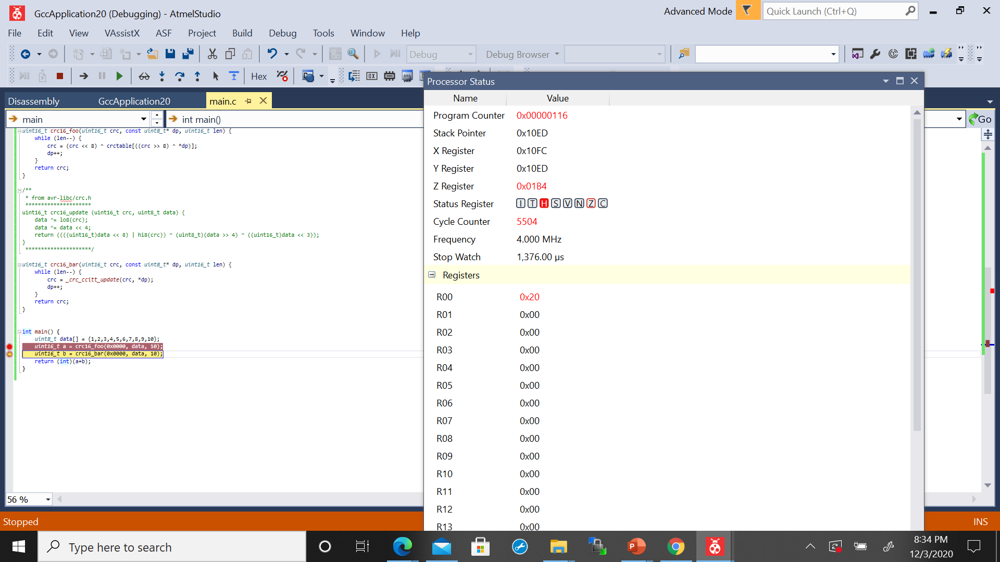 GccApplication20 (Debugging) - AtmelStudio
Advanced Mode
Quick Launch (Ctrl+Q)
File Edit View VAssistX ASF Project Build Debug Tools Window Help
Debug
Debug Browser
Hex
Disassembly
GccApplication20
main.c
main
int main()
Go
uint16_t crc16_foo(uint16_t crc, const uint8_t* dp, uint16_t len) {
while (len--) {
crc = (crc << 8) ^ crctable[((crc >> 8) ^ *dp)];
dp++;
}
return crc;
}
/**
* from avr-libc/crc.h
*********************
uint16_t crc16_update (uint16_t crc, uint8_t data) {
data ^= lo8(crc);
data ^= data << 4;
return ((((uint16_t)data << 8) | hi8(crc)) ^ (uint8_t)(data >> 4) ^ ((uint16_t)data << 3));
}
*********************/
uint16_t crc16_bar(uint16_t crc, const uint8_t* dp, uint16_t len) {
while (len--) {
crc = _crc_ccitt_update(crc, *dp);
dp++;
}
return crc;
}
int main() {
uint8_t data[] = {1,2,3,4,5,6,7,8,9,10};
uint16_t a = crc16_foo(0x0000, data, 10);
uint16_t b = crc16_bar(0x0000, data, 10);
return (int)(a+b);
}
56 %
Processor Status
Name Value
Program Counter 0x00000116
Stack Pointer 0x10ED
X Register 0x10FC
Y Register 0x10ED
Z Register 0x01B4
Status Register I T H S V N Z C
Cycle Counter 5504
Frequency 4.000 MHz
Stop Watch 1,376.00 µs
Registers
R00 0x20
R01 0x00
R02 0x00
R03 0x00
R04 0x00
R05 0x00
R06 0x00
R07 0x00
R08 0x00
R09 0x00
R10 0x00
R11 0x00
R12 0x00
R13 0x00
Stopped
INS
Type here to search
8:34 PM
12/3/2020